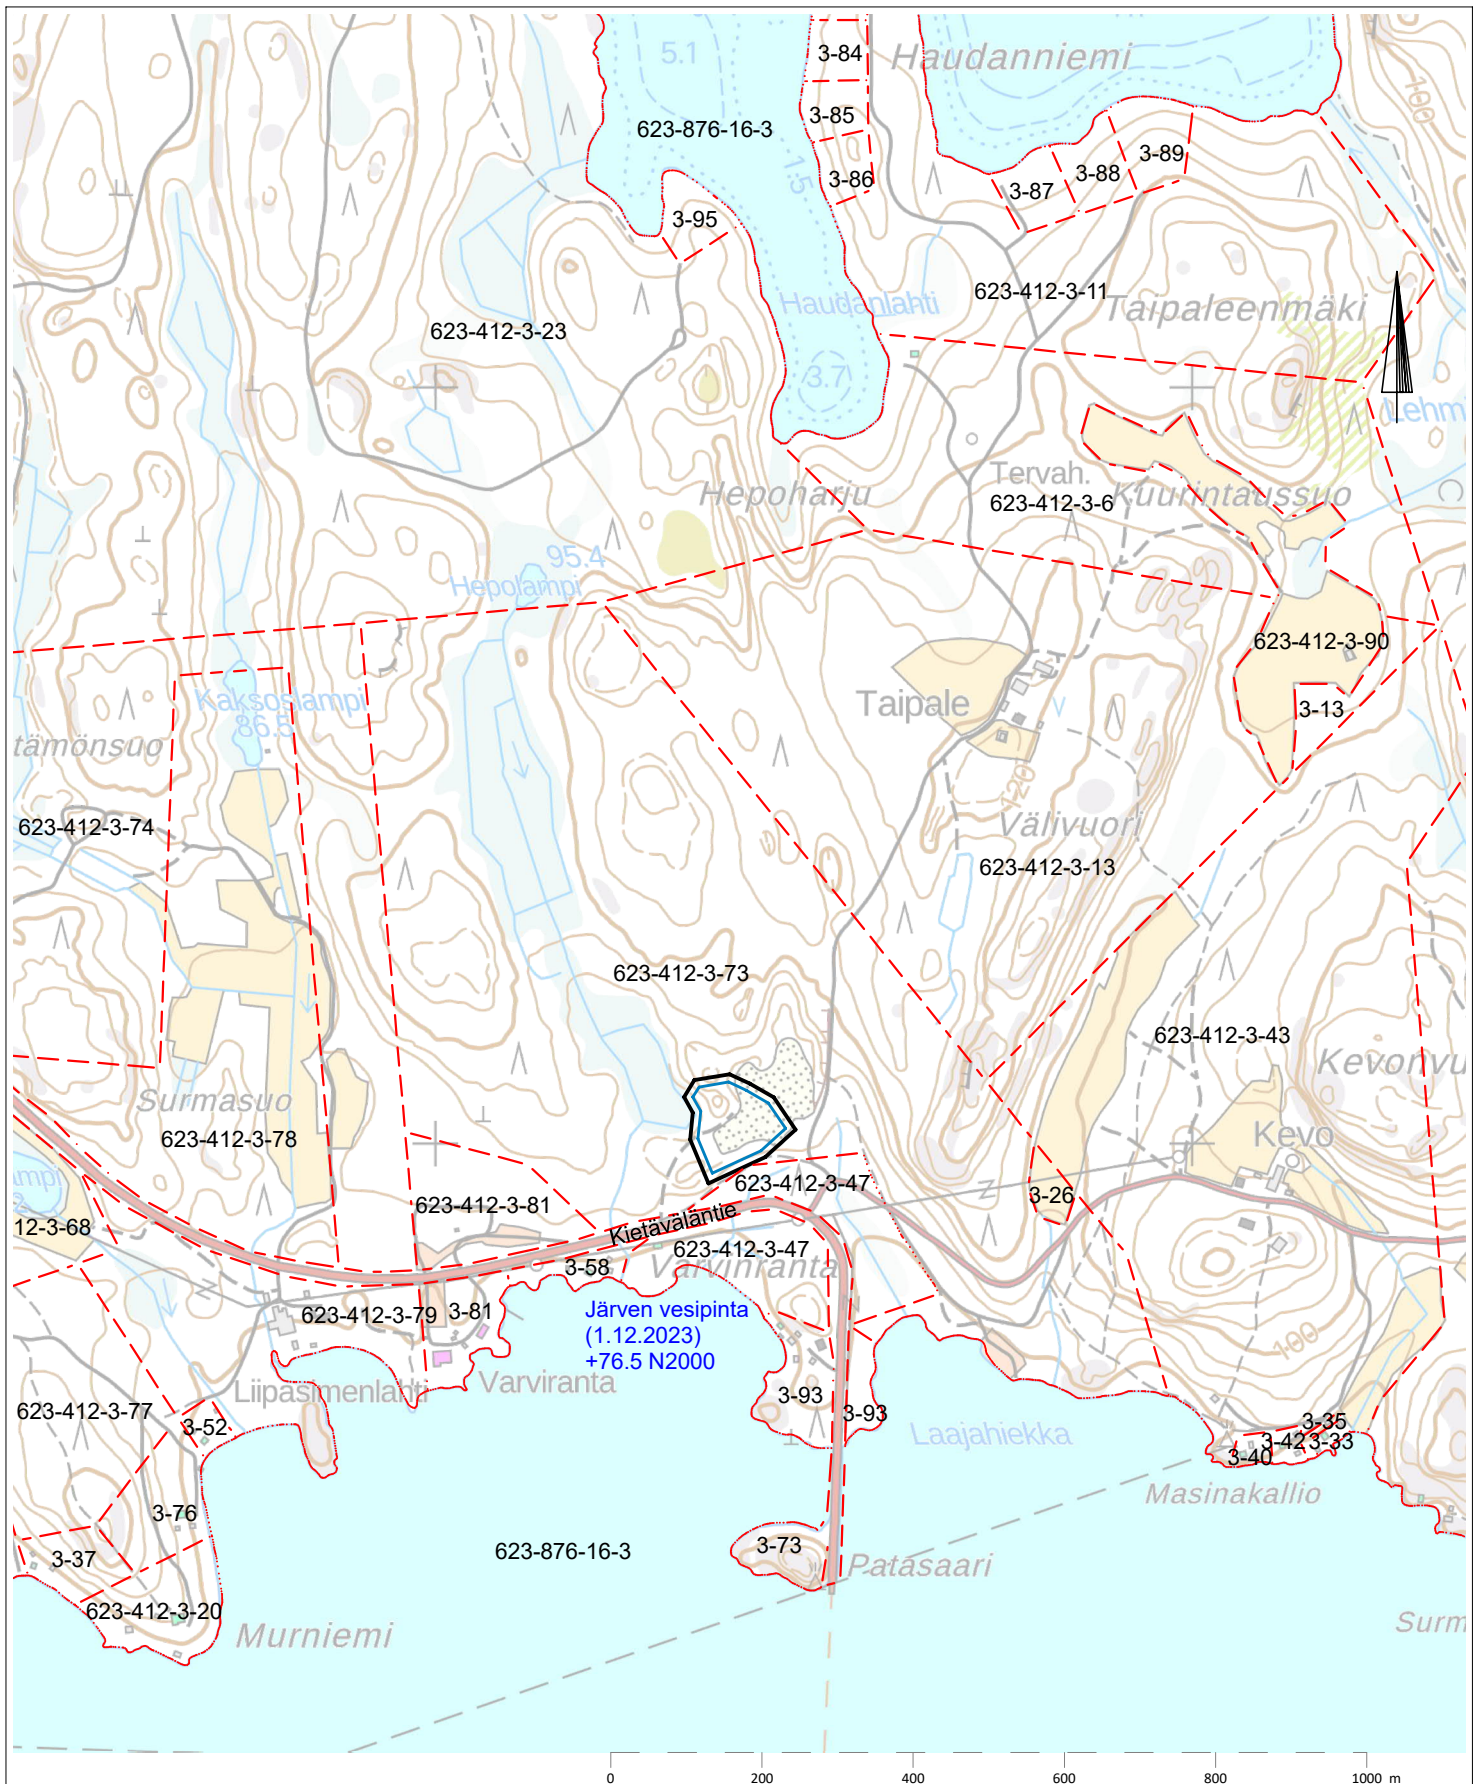 5.1
3-84
Haudanniemi
100
3-85
623-876-16-3
1.5
3-86
3-89
3-88
3-87
3-95
623-412-3-11
Haudanlahti
Taipaleenmäki
623-412-3-23
3.7
Lehm
Tervah.
Hepoharju
Kuurintaussuo
623-412-3-6
95.4
Hepolampi
623-412-3-90
Kaksoslampi
86.5
Taipale
3-13
tämönsuo
120
623-412-3-74
Välivuori
623-412-3-13
623-412-3-73
623-412-3-43
Kevonvu
Surmasuo
623-412-3-78
Kevo
ampi
623-412-3-47
3-26
12-3-68
623-412-3-81
Kietäväläntie
623-412-3-47
3-58
Varvinranta
623-412-3-79
3-81
Järven vesipinta
(1.12.2023)
+76.5 N2000
100
Liipasimenlahti
Varviranta
3-93
3-93
623-412-3-77
3-52
Laajahiekka
3-35
3-42
3-33
3-40
Masinakallio
3-76
3-37
623-876-16-3
3-73
Patasaari
623-412-3-20
Murniemi
Surm
0
200
400
600
800
1000 m